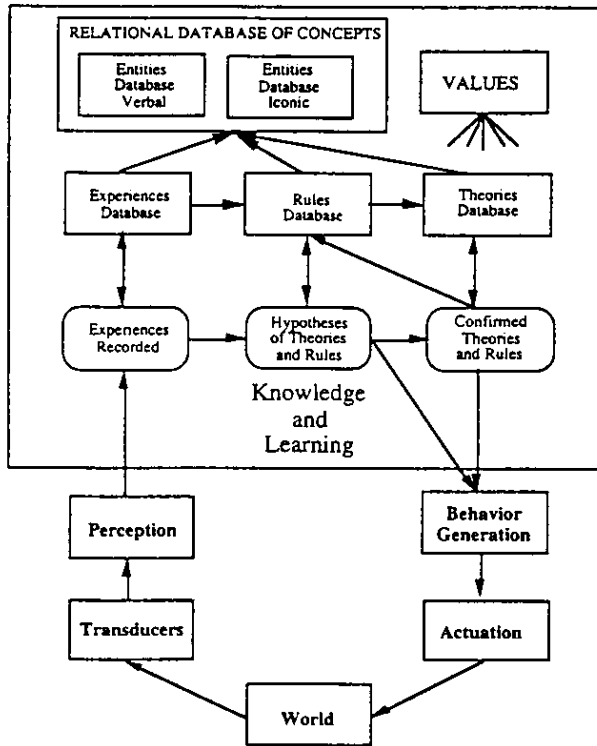 RELATIONAL DATABASE OF CONCEPTS
Entities
Database
Verbal
Entities
Database
Iconic
VALUES
Experiences
Database
Rules
Database
Theories
Database
Experiences
Recorded
Hypotheses
of Theories
and Rules
Confirmed
Theories
and Rules
Knowledge
and
Learning
Perception
Behavior
Generation
Transducers
Actuation
World